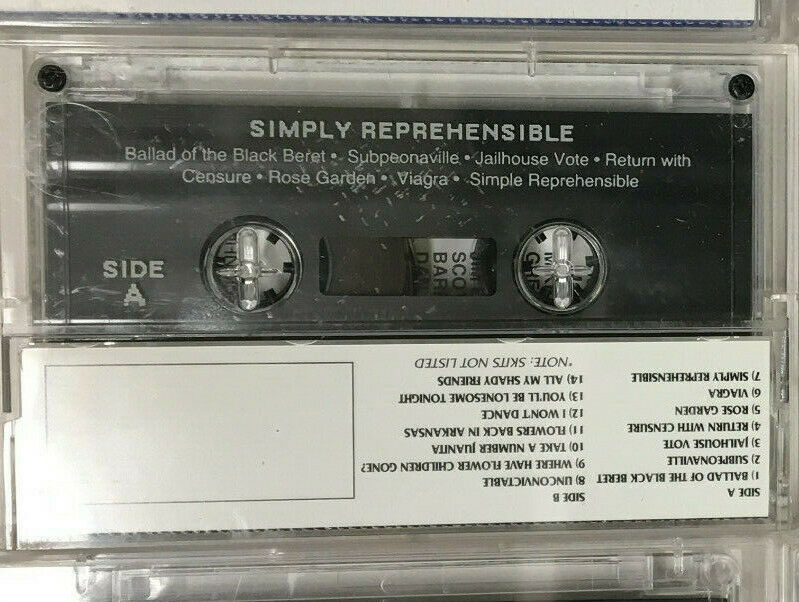 SIMPLY REPREHENSIBLE
Ballad of the Black Beret • Subpeonaville • Jailhouse Vote • Return with
Censure • Rose Garden • Viagra • Simple Reprehensible
SIDE
A
SCO
BAR
SIDE A
1) BALLAD OF THE BLACK BERET
2) SUBPEONAVILLE
3) JAILHOUSE VOTE
4) RETURN WITH CENSURE
5) ROSE GARDEN
6) VIAGRA
7) SIMPLY REPREHENSIBLE
SIDE B
8) UNCONVICTABLE
9) WHERE HAVE FLOWER CHILDREN GONE?
10) TAKE A NUMBER JUANITA
11) FLOWERS BACK IN ARKANSAS
12) I WON'T DANCE
13) YOU'LL BE LONESOME TONIGHT
14) ALL MY SHADY FRIENDS
*NOTE: SKITS NOT LISTED